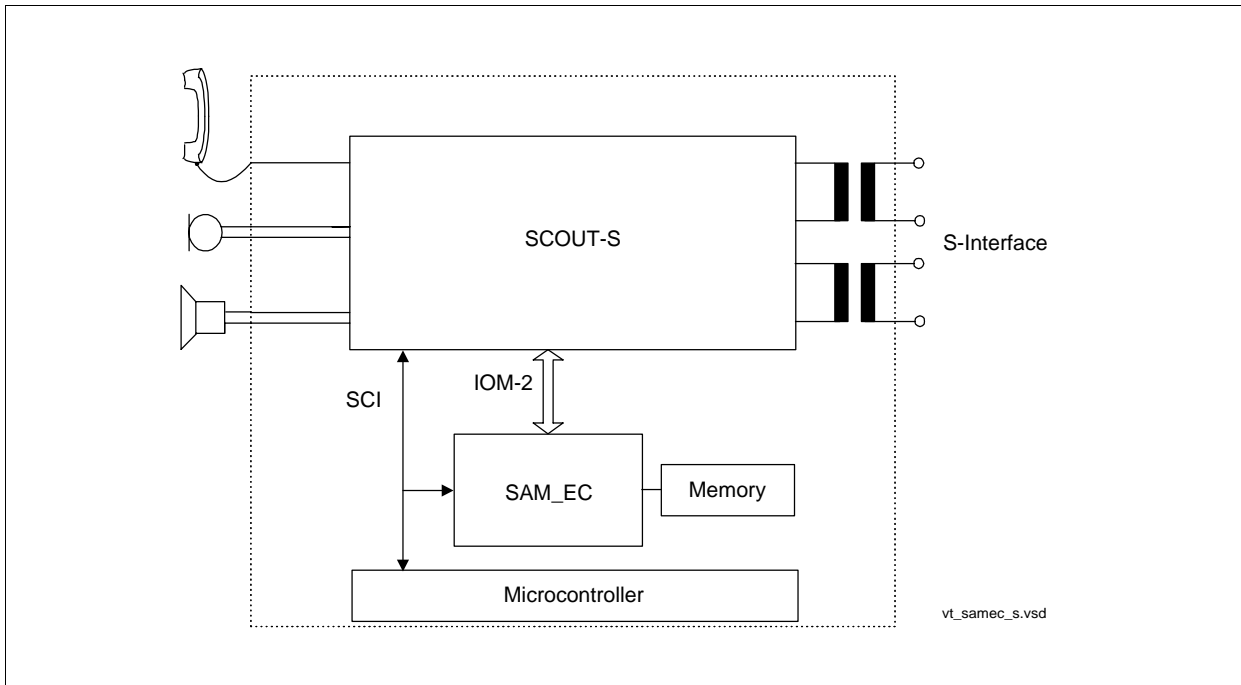 SCOUT-S
S-Interface
IOM-2
SCI
SAM_EC
Memory
Microcontroller
vt_samec_s.vsd